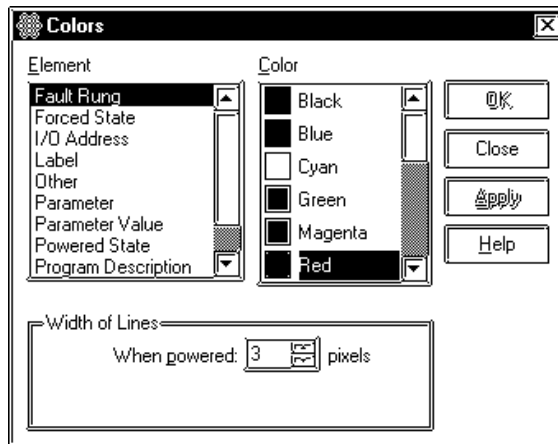 Colors
Element
Fault Rung
Forced State
I/O Address
Label
Other
Parameter
Parameter Value
Powered State
Program Description
Color
Black
Blue
Cyan
Green
Magenta
Red
OK
Close
Apply
Help
Width of Lines
When powered: 3 pixels